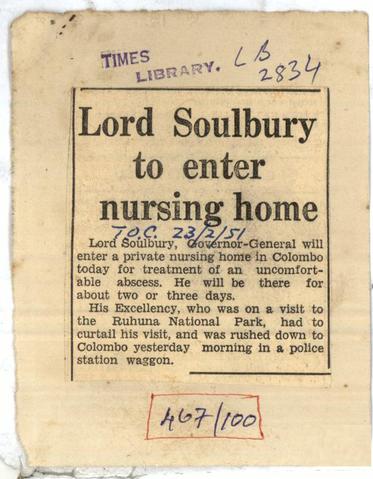 TIMES
LIBRARY.
LB
2834
Lord Soulbury
to enter
nursing home
T.O.C. 23/2/51
Lord Soulbury, Governor-General will
enter a private nursing home in Colombo
today for treatment of an uncomfort-
able abscess. He will be there for
about two or three days.
His Excellency, who was on a visit to
the Ruhuna National Park, had to
curtail his visit, and was rushed down to
Colombo yesterday morning in a police
station waggon.
467/100